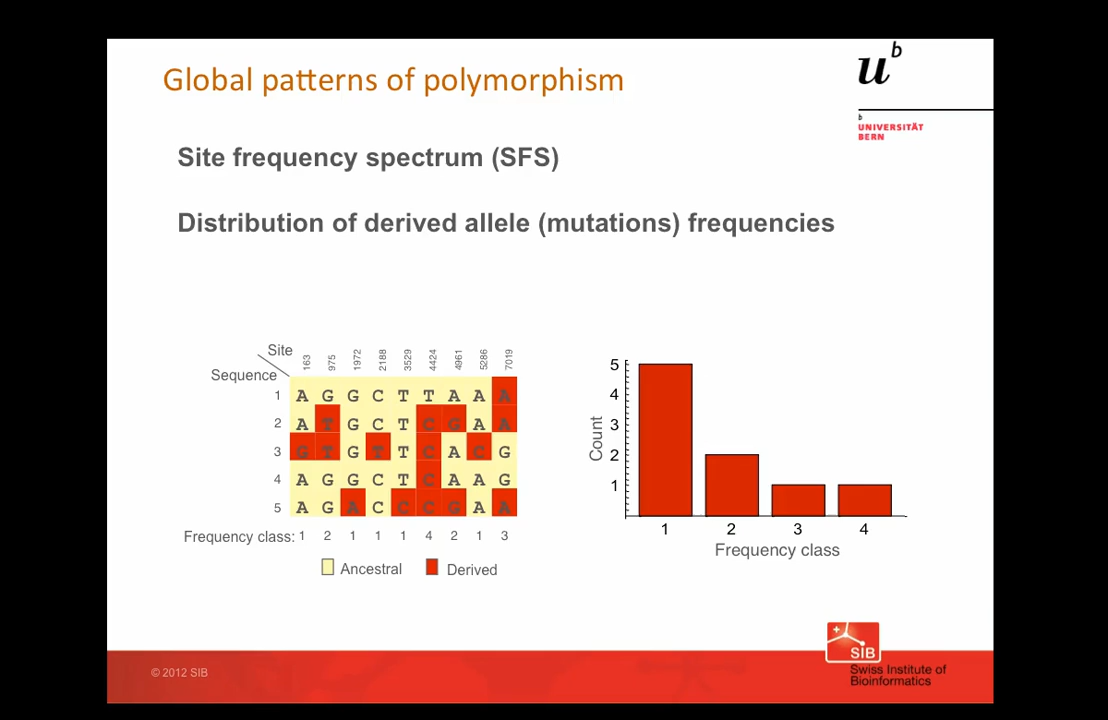 Global patterns of polymorphism
u^b
b
UNIVERSITÄT
BERN
Site frequency spectrum (SFS)
Distribution of derived allele (mutations) frequencies
Site
163 975 1972 2188 3529 4424 4961 5286 7019
Sequence
1 A G G C T T A A A
2 A T G C T C G A A
3 G T G T T C A C G
4 A G G C T C A A G
5 A G A C C C G A A
Frequency class: 1 2 1 1 1 4 2 1 3
Ancestral Derived
5
4
3
2
1
Count
1 2 3 4
Frequency class
© 2012 SIB
SIB
Swiss Institute of
Bioinformatics